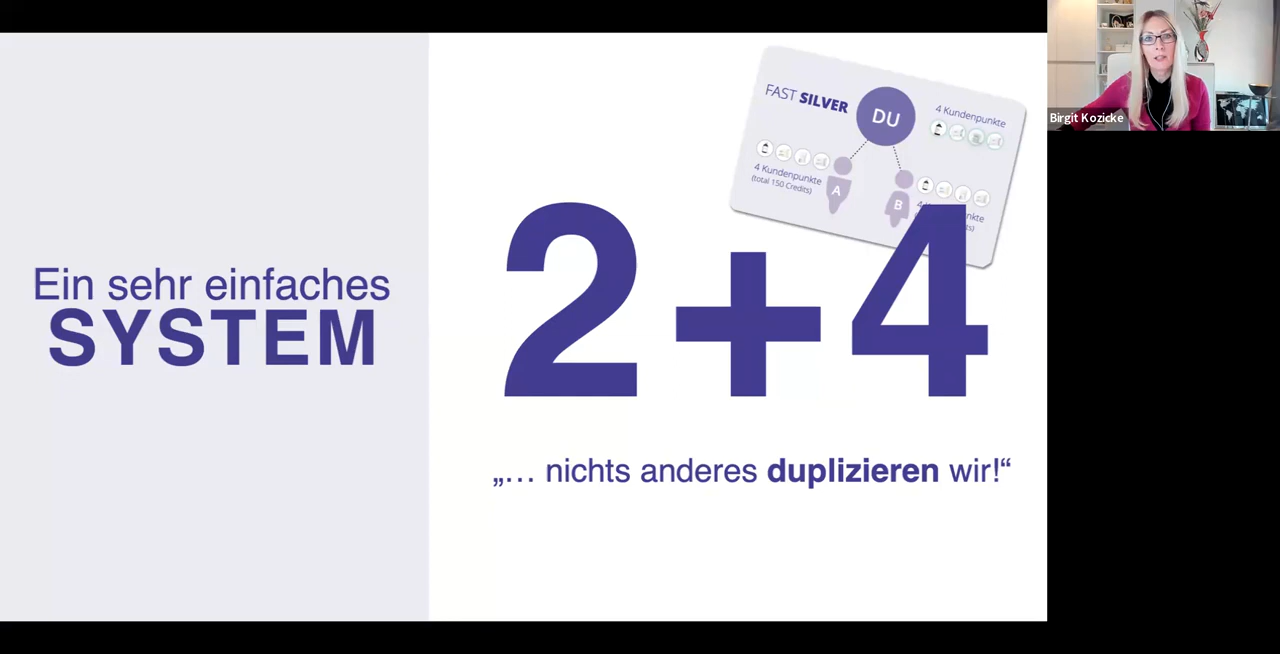 Ein sehr einfaches
SYSTEM
FAST SILVER
DU
4 Kundenpunkte
4 Kundenpunkte
(total 150 Credits)
A
B
2+4
„… nichts anderes duplizieren wir!“
Birgit Kozicke